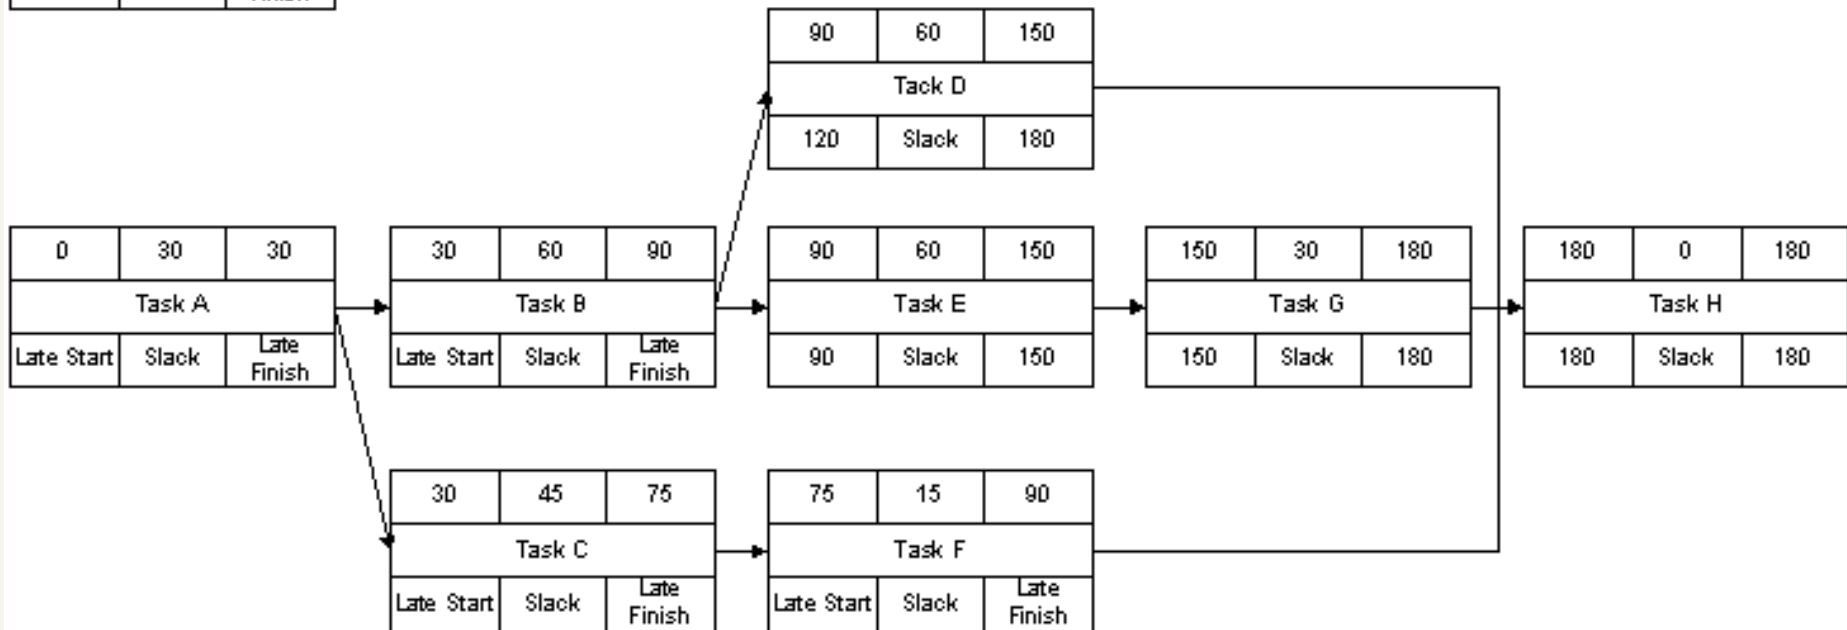 Finish
90 60 150
Tack D
120 Slack 180
0 30 30
Task A
Late Start Slack Late Finish
30 60 90
Task B
Late Start Slack Late Finish
90 60 150
Task E
90 Slack 150
150 30 180
Task G
150 Slack 180
180 0 180
Task H
180 Slack 180
30 45 75
Task C
Late Start Slack Late Finish
75 15 90
Task F
Late Start Slack Late Finish